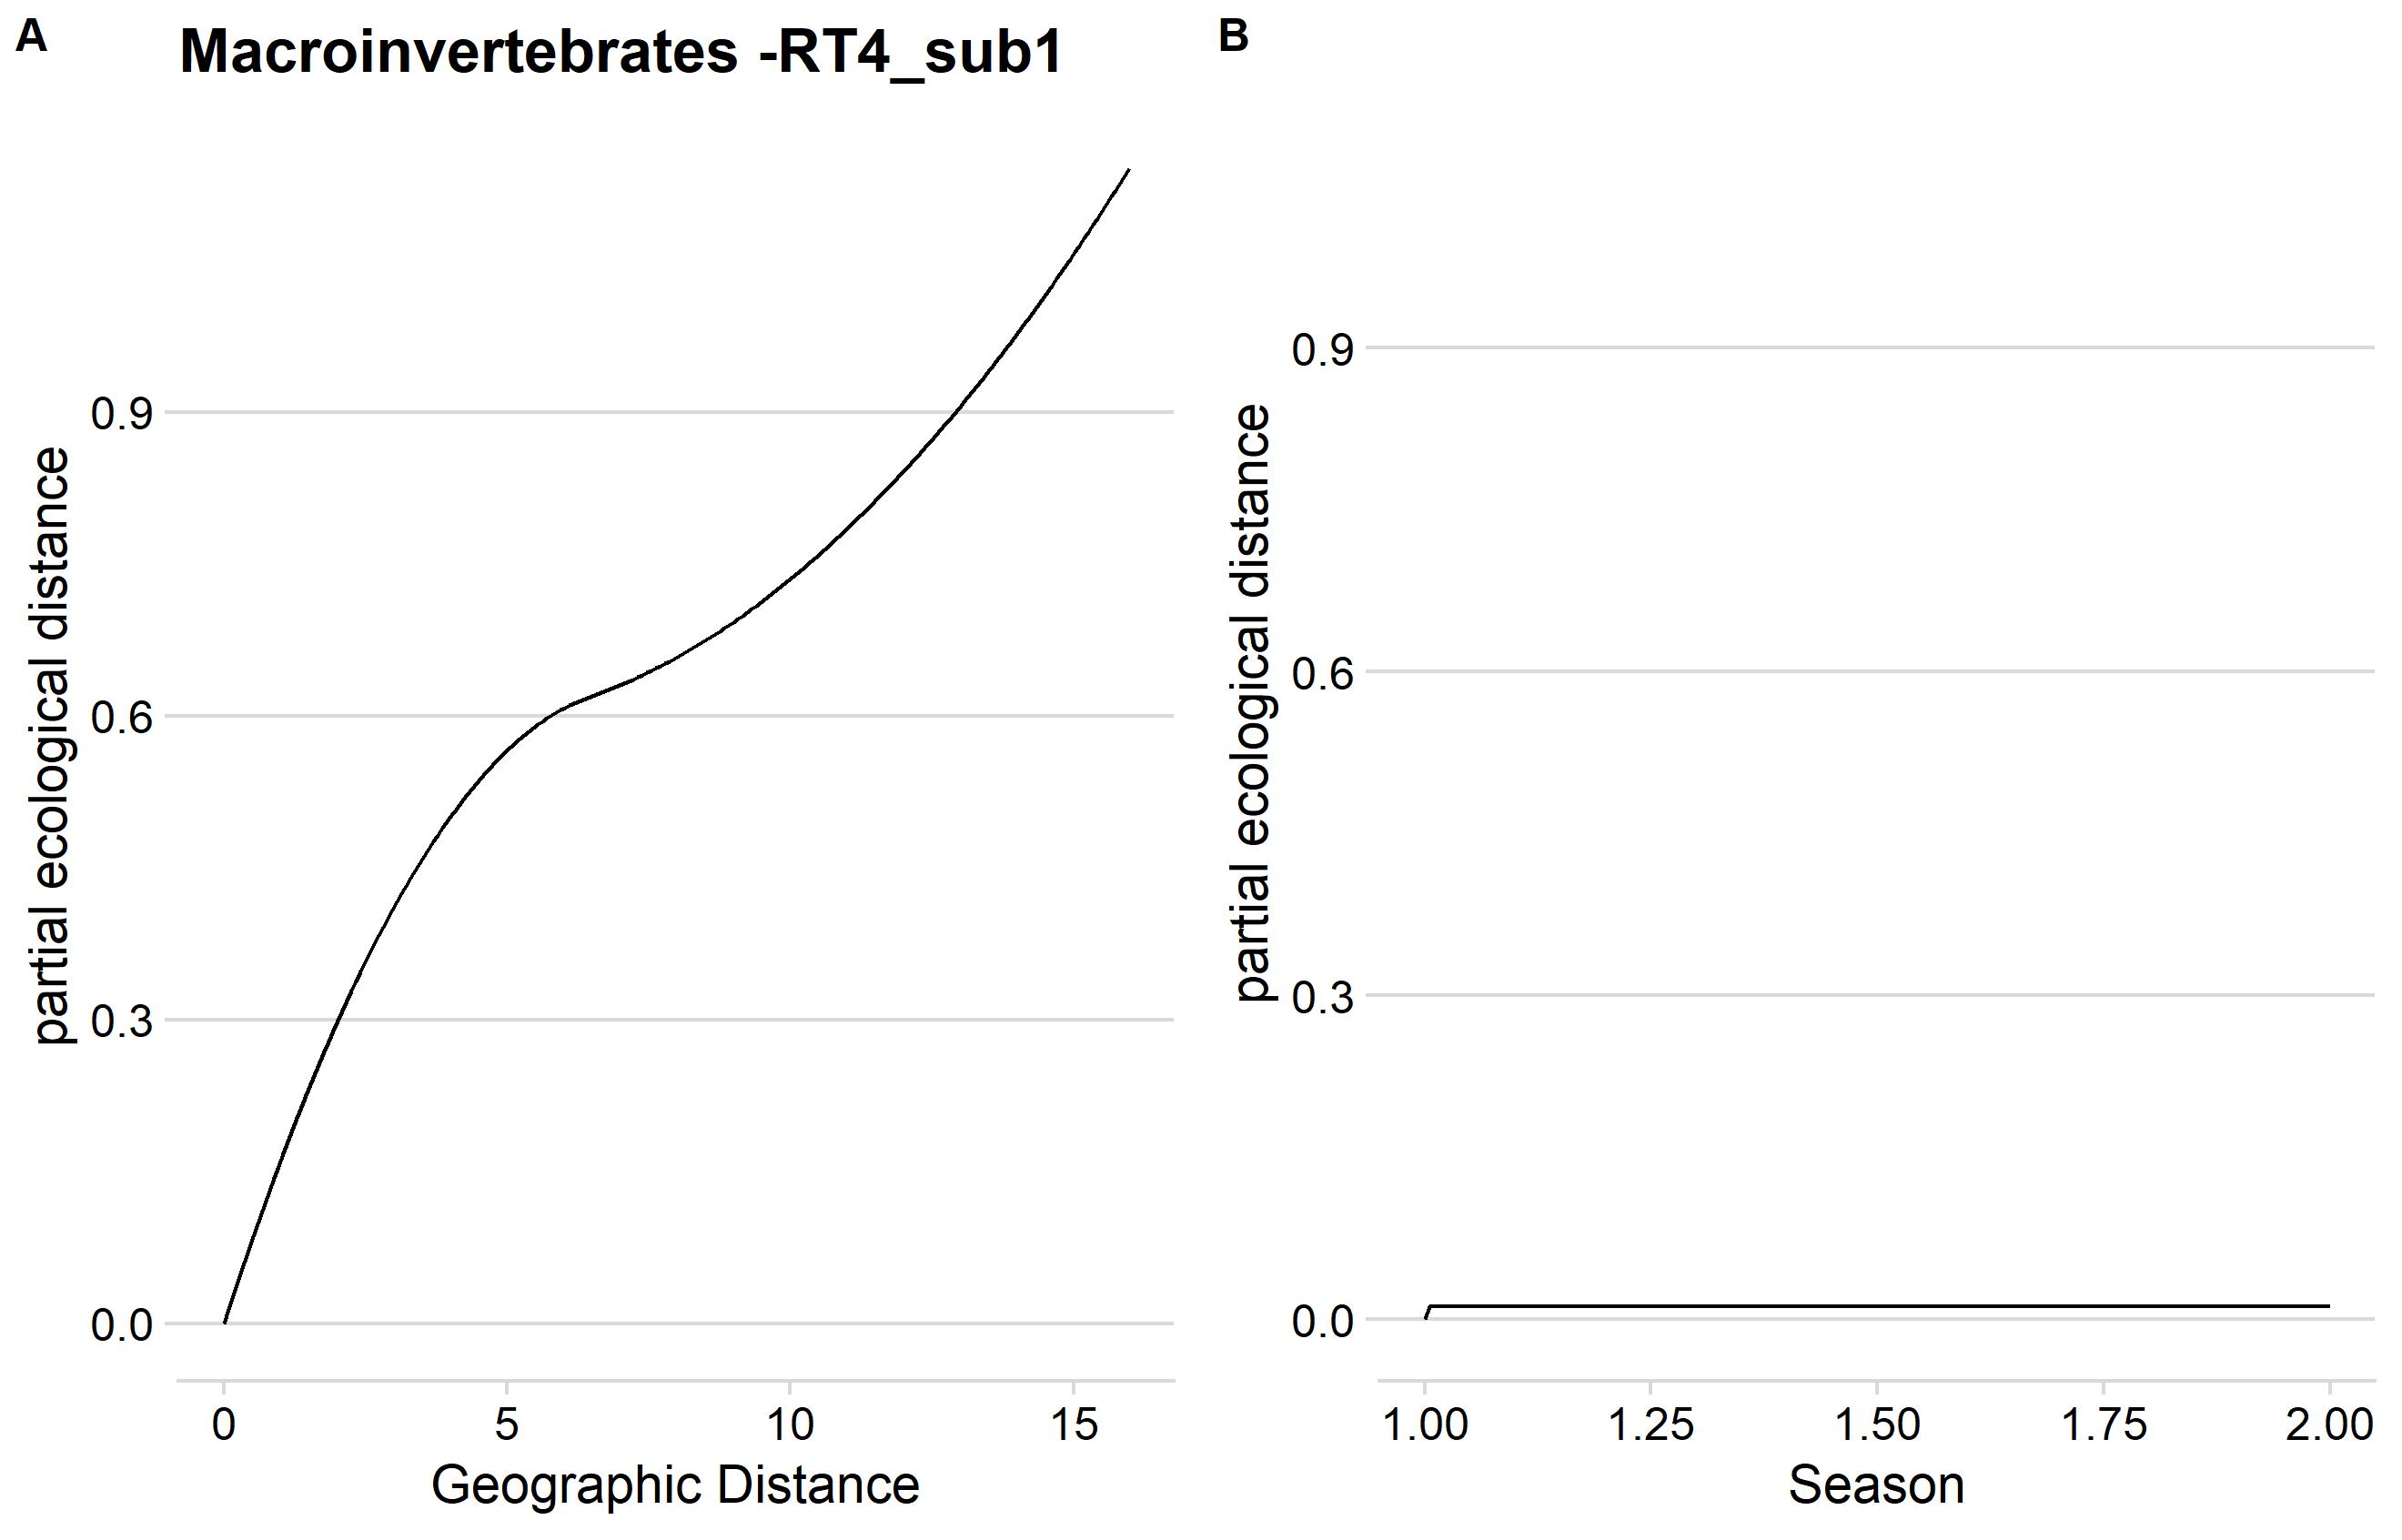 A
Macroinvertebrates -RT4_sub1
partial ecological distance
0.9
0.6
0.3
0.0
0 5 10 15
Geographic Distance
B
partial ecological distance
0.9
0.6
0.3
0.0
1.00 1.25 1.50 1.75 2.00
Season